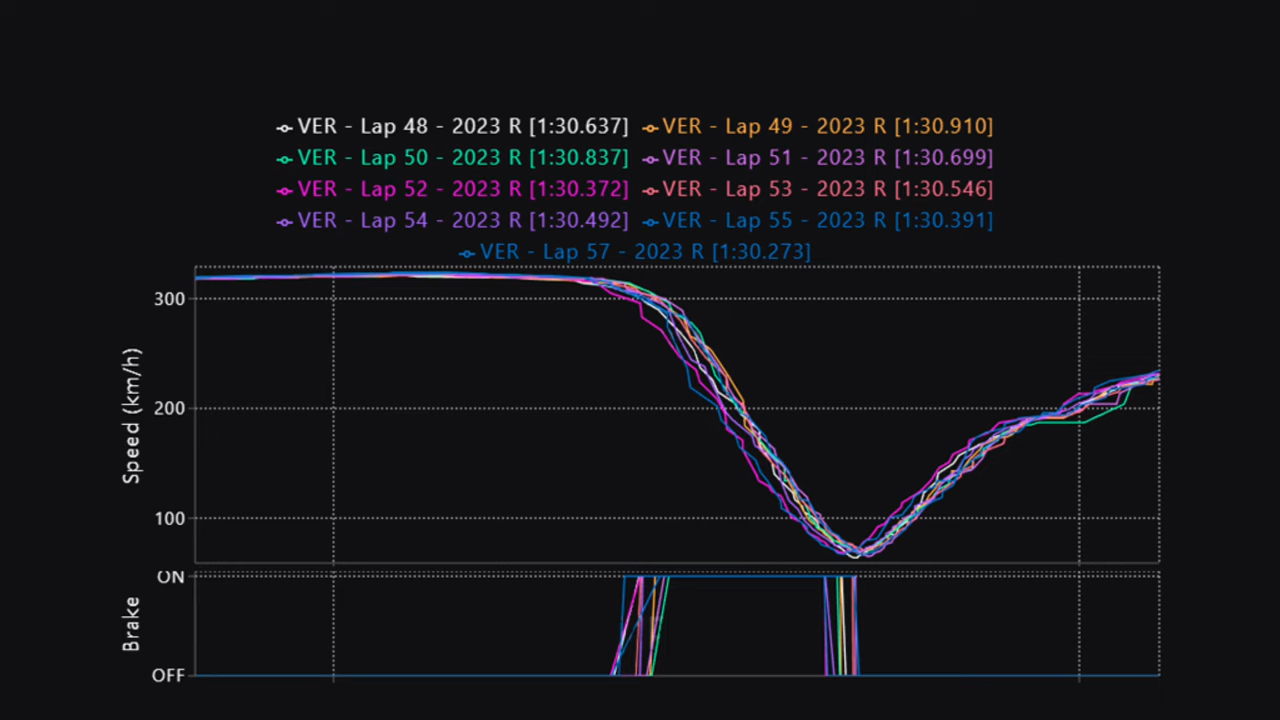 VER - Lap 48 - 2023 R [1:30.637] VER - Lap 49 - 2023 R [1:30.910]
VER - Lap 50 - 2023 R [1:30.837] VER - Lap 51 - 2023 R [1:30.699]
VER - Lap 52 - 2023 R [1:30.372] VER - Lap 53 - 2023 R [1:30.546]
VER - Lap 54 - 2023 R [1:30.492] VER - Lap 55 - 2023 R [1:30.391]
VER - Lap 57 - 2023 R [1:30.273]
Speed (km/h)
300
200
100
Brake
ON
OFF